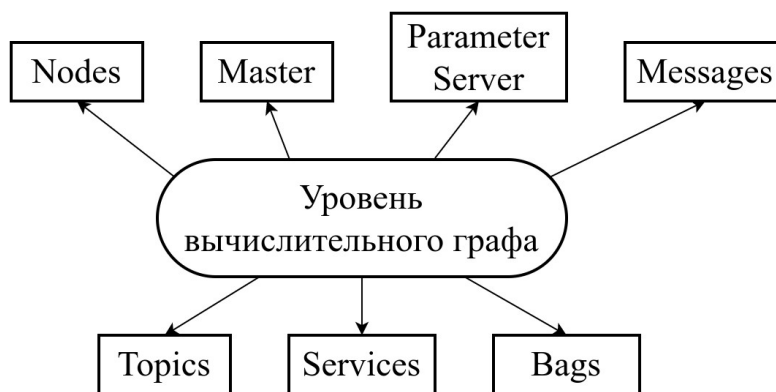 Nodes
Master
Parameter
Server
Messages
Уровень
вычислительного графа
Topics
Services
Bags